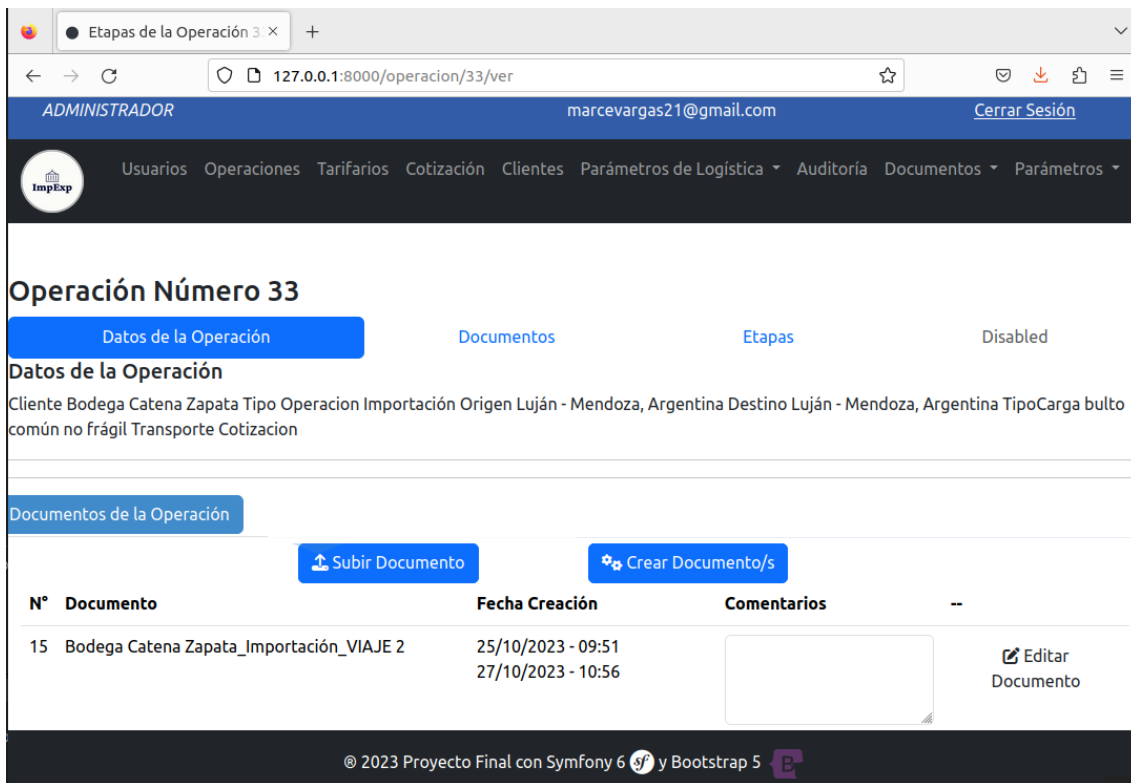 Etapas de la Operación 3
127.0.0.1:8000/operacion/33/ver
ADMINISTRADOR marcevargas21@gmail.com Cerrar Sesión
ImpExp
Usuarios Operaciones Tarifarios Cotización Clientes Parámetros de Logística Auditoría Documentos Parámetros
Operación Número 33
Datos de la Operación Documentos Etapas Disabled
Datos de la Operación
Cliente Bodega Catena Zapata Tipo Operacion Importación Origen Luján - Mendoza, Argentina Destino Luján - Mendoza, Argentina TipoCarga bulto
común no frágil Transporte Cotizacion
Documentos de la Operación
Subir Documento Crear Documento/s
N° Documento Fecha Creación Comentarios --
15 Bodega Catena Zapata_Importación_VIAJE 2 25/10/2023 - 09:51
27/10/2023 - 10:56
Editar
Documento
® 2023 Proyecto Final con Symfony 6 sf y Bootstrap 5 B